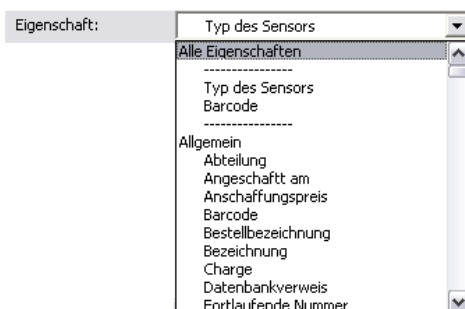 Eigenschaft: Typ des Sensors
Alle Eigenschaften
----------------
Typ des Sensors
Barcode
----------------
Allgemein
Abteilung
Angeschaftt am
Anschaffungspreis
Barcode
Bestellbezeichnung
Bezeichnung
Charge
Datenbankverweis
Fortlaufende Nummer